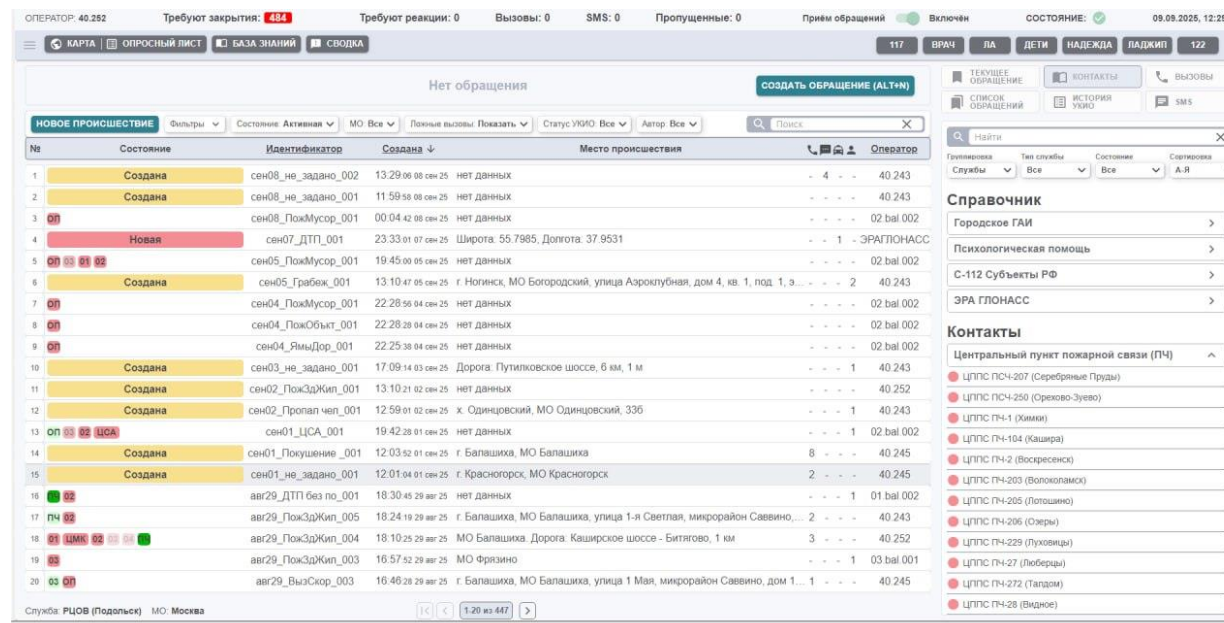 ОПЕРАТОР: 40.252 Требуют закрытия: 484 Требуют реакции: 0 Вызовы: 0 SMS: 0 Пропущенные: 0 Приём обращений Включён СОСТОЯНИЕ: 09.09.2025, 12:29
КАРТА ОПРОСНЫЙ ЛИСТ БАЗА ЗНАНИЙ СВОДКА 117 ВРАЧ ЛА ДЕТИ НАДЕЖДА ЛАДЖИП 122
Нет обращения СОЗДАТЬ ОБРАЩЕНИЕ (ALT+N)
НОВОЕ ПРОИСШЕСТВИЕ Фильтры Состояние: Активная МО: Все Ложные вызовы: Показать Статус УКИО: Все Автор: Все Поиск
№ Состояние Идентификатор Создана Место происшествия Оператор
1 Создана сен08_не_задано_002 13:29:06 08 сен 25 нет данных - 4 - - 40.243
2 Создана сен08_не_задано_001 11:59:58 08 сен 25 нет данных - - - - 40.243
3 ОП сен08_ПожМусор_001 00:04:42 08 сен 25 нет данных - - - - 02.bal.002
4 Новая сен07_ДТП_001 23:33:01 07 сен 25 Широта: 55.7985, Долгота: 37.9531 - - 1 - ЭРАГЛОНАСС
5 ОП 03 01 02 сен05_ПожМусор_001 19:45:00 05 сен 25 нет данных - - - - 02.bal.002
6 Создана сен05_Грабеж_001 13:10:47 05 сен 25 г. Ногинск, МО Богородский, улица Аэроклубная, дом 4, кв. 1, под. 1, э... - - - 2 40.243
7 ОП сен04_ПожМусор_001 22:28:56 04 сен 25 нет данных - - - - 02.bal.002
8 ОП сен04_ПожОбъкт_001 22:28:28 04 сен 25 нет данных - - - - 02.bal.002
9 ОП сен04_ЯмыДор_001 22:25:38 04 сен 25 нет данных - - - - 02.bal.002
10 Создана сен03_не_задано_001 17:09:14 03 сен 25 Дорога: Путилковское шоссе, 6 км, 1 м - - - 1 40.243
11 Создана сен02_ПожЗдЖил_001 13:10:21 02 сен 25 нет данных - - - - 40.252
12 Создана сен02_Пропал чел_001 12:59:01 02 сен 25 х. Одинцовский, МО Одинцовский, 33б - - - 1 40.243
13 ОП 03 02 ЦСА сен01_ЦСА_001 19:42:28 01 сен 25 нет данных - - - 1 02.bal.002
14 Создана сен01_Покушение _001 12:03:52 01 сен 25 г. Балашиха, МО Балашиха 8 - - - 40.245
15 Создана сен01_не_задано_001 12:01:04 01 сен 25 г. Красногорск, МО Красногорск 2 - - - 40.245
16 ПЧ 02 авг29_ДТП без по_001 18:30:45 29 авг 25 нет данных - - - 1 01.bal.002
17 ПЧ 02 авг29_ПожЗдЖил_005 18:24:19 29 авг 25 г. Балашиха, МО Балашиха, улица 1-я Светлая, микрорайон Саввино,... 2 - - - 40.243
18 01 ЦМК 02 03 04 ПЧ авг29_ПожЗдЖил_004 18:10:25 29 авг 25 МО Балашиха. Дорога: Каширское шоссе - Битягово, 1 км 3 - - - 40.252
19 03 авг29_ПожЗдЖил_003 16:57:52 29 авг 25 МО Фрязино - - - 1 03.bal.001
20 03 ОП авг29_ВызСкор_003 16:46:28 29 авг 25 г. Балашиха, МО Балашиха, улица 1 Мая, микрорайон Саввино, дом 1... 1 - - - 40.245
Служба: РЦОВ (Подольск) МО: Москва 1-20 из 447
ТЕКУЩЕЕ ОБРАЩЕНИЕ КОНТАКТЫ ВЫЗОВЫ
СПИСОК ОБРАЩЕНИЙ ИСТОРИЯ УКИО SMS
Найти
Группировка Тип службы Состояние Сортировка
Службы Все Все А-Я
Справочник
Городское ГАИ
Психологическая помощь
С-112 Субъекты РФ
ЭРА ГЛОНАСС
Контакты
Центральный пункт пожарной связи (ПЧ)
ЦППС ПСЧ-207 (Серебряные Пруды)
ЦППС ПСЧ-250 (Орехово-Зуево)
ЦППС ПЧ-1 (Химки)
ЦППС ПЧ-104 (Кашира)
ЦППС ПЧ-2 (Воскресенск)
ЦППС ПЧ-203 (Волоколамск)
ЦППС ПЧ-205 (Лотошино)
ЦППС ПЧ-206 (Озеры)
ЦППС ПЧ-229 (Луховицы)
ЦППС ПЧ-27 (Люберцы)
ЦППС ПЧ-272 (Талдом)
ЦППС ПЧ-28 (Видное)